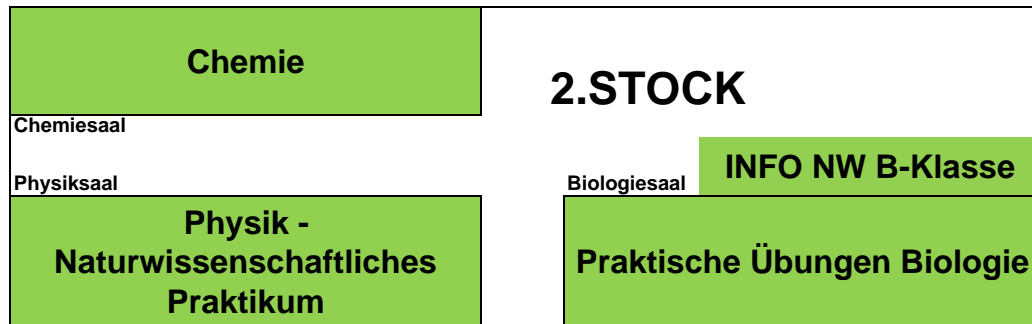 Chemie
2.STOCK
Chemiesaal
INFO NW B-Klasse
Physiksaal
Biologiesaal
Physik -
Naturwissenschaftliches
Praktikum
Praktische Übungen Biologie